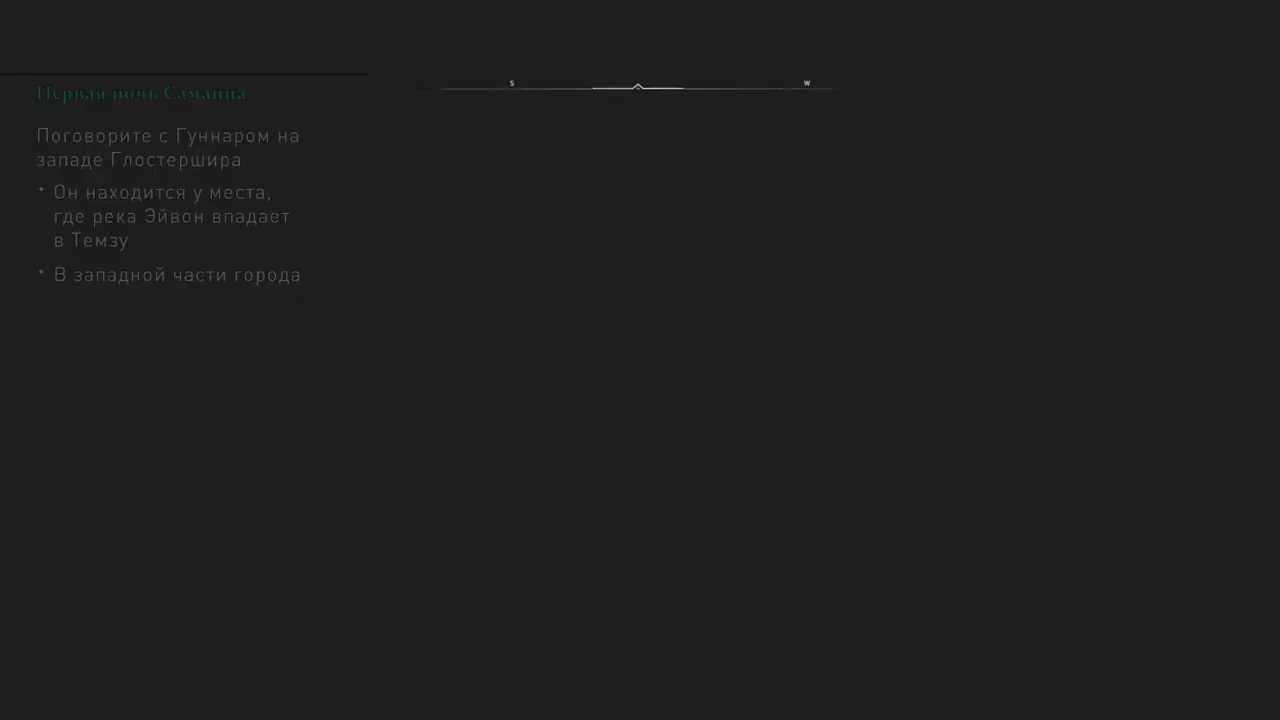 S W
Первая ночь Самайна
Поговорите с Гуннаром на
западе Глостершира
* Он находится у места,
где река Эйвон впадает
в Темзу
* В западной части города